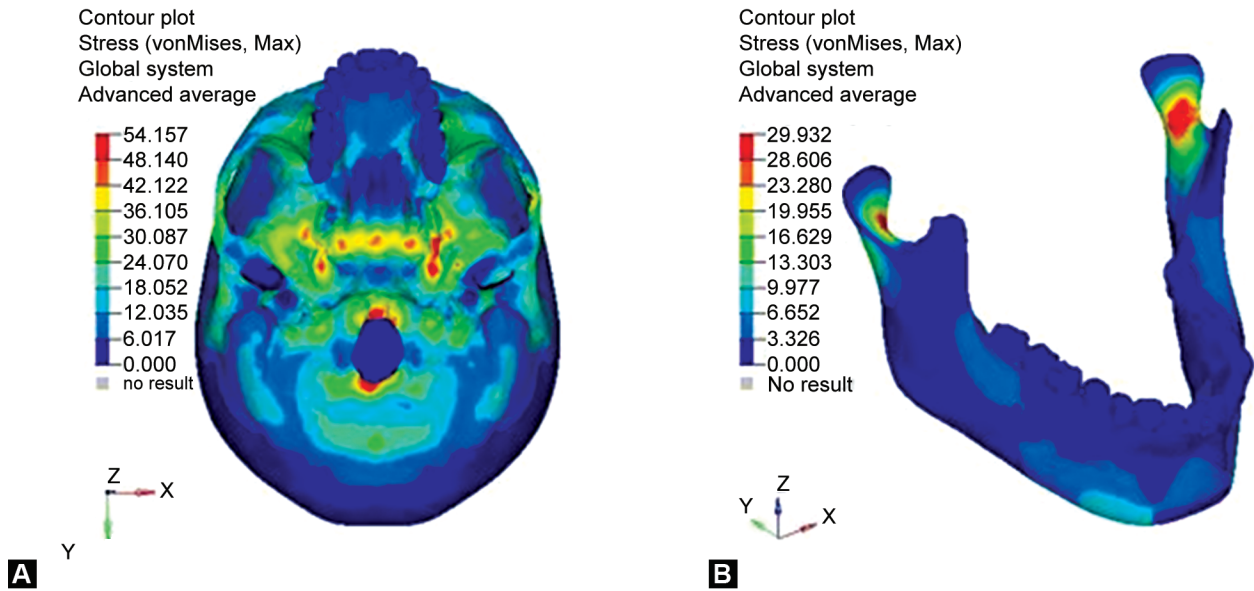 Contour plot
Stress (vonMises, Max)
Global system
Advanced average
54.157
48.140
42.122
36.105
30.087
24.070
18.052
12.035
6.017
0.000
no result
Z
X
Y
A
Contour plot
Stress (vonMises, Max)
Global system
Advanced average
29.932
28.606
23.280
19.955
16.629
13.303
9.977
6.652
3.326
0.000
No result
Z
Y
X
B